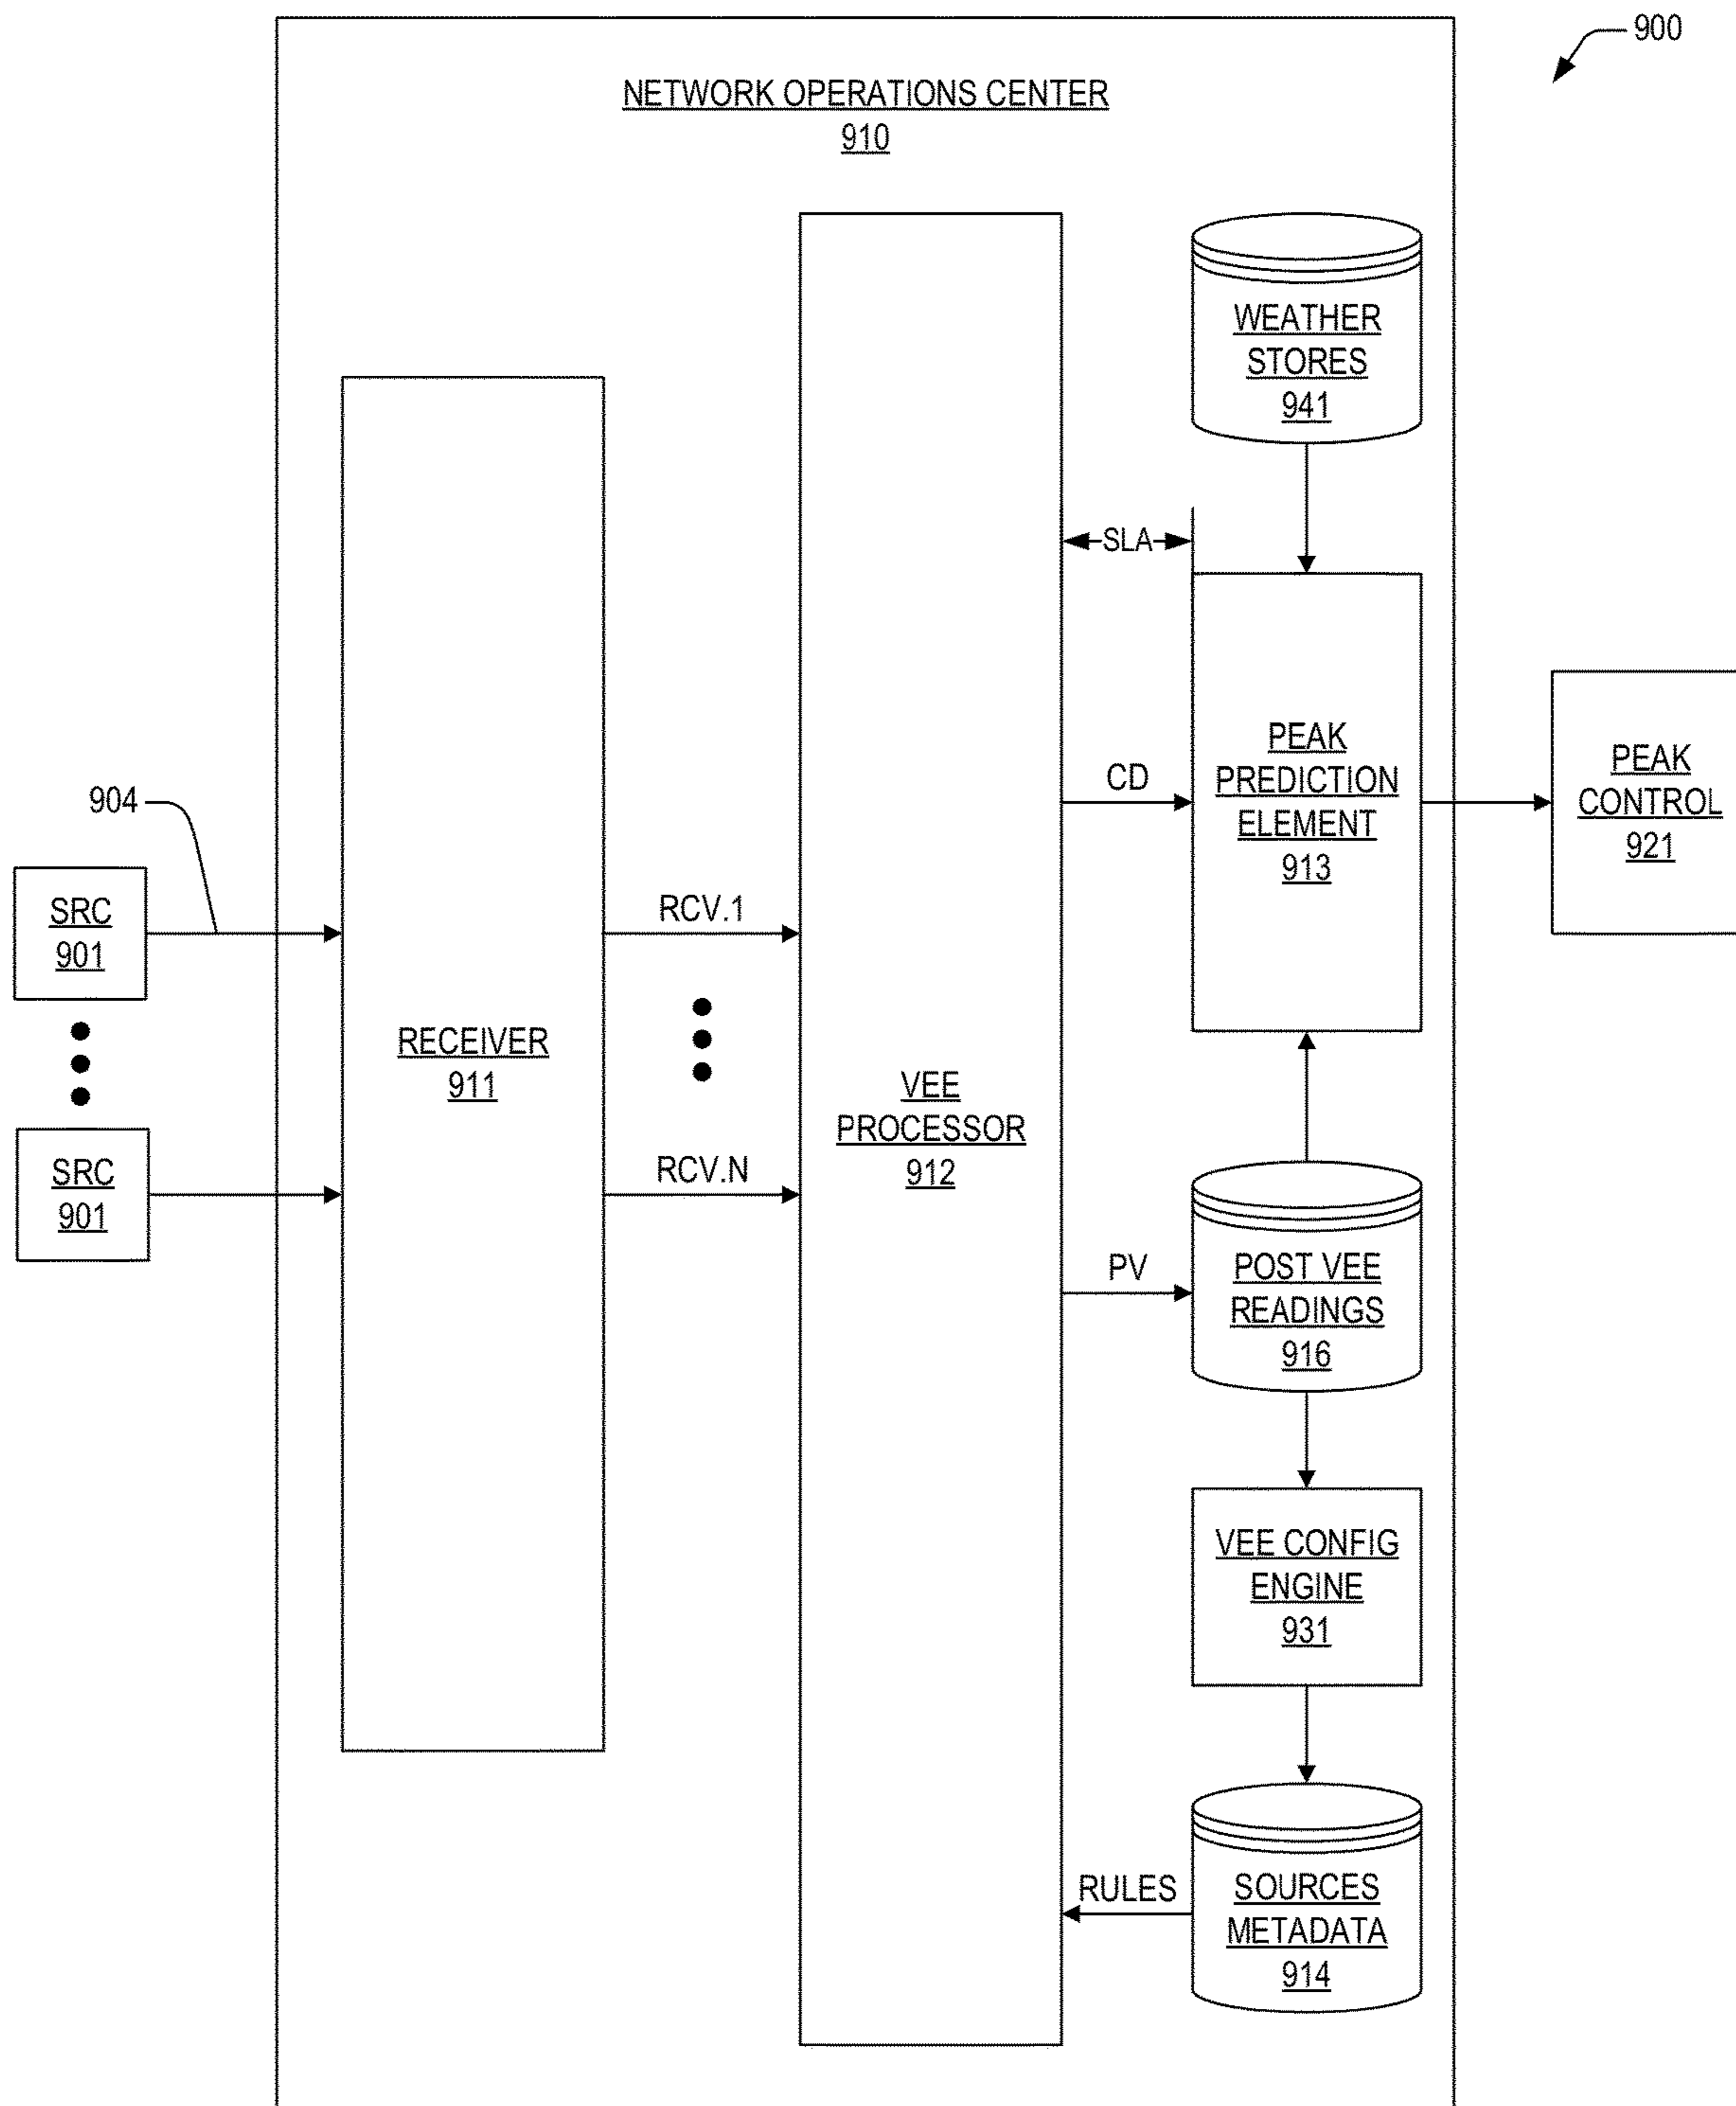 900
NETWORK OPERATIONS CENTER
910
WEATHER
STORES
941
SLA
PEAK
PREDICTION
ELEMENT
913
CD
PEAK
CONTROL
921
904
SRC
901
RCV.1
RECEIVER
911
VEE
PROCESSOR
912
SRC
901
RCV.N
PV
POST VEE
READINGS
916
VEE CONFIG
ENGINE
931
RULES
SOURCES
METADATA
914